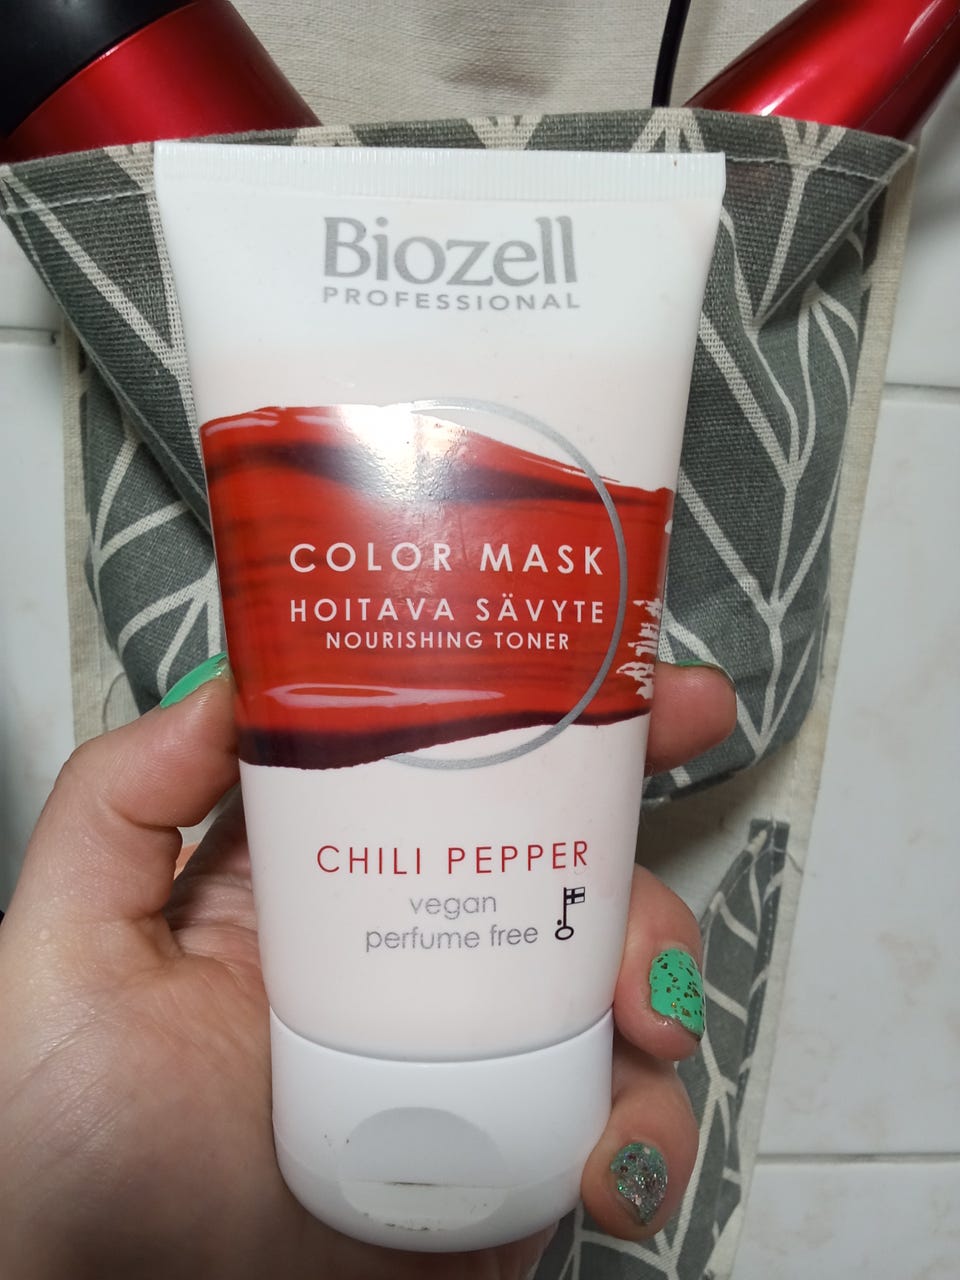 Biozell
PROFESSIONAL
COLOR MASK
HOITAVA SÄVYTE
NOURISHING TONER
CHILI PEPPER
vegan
perfume free